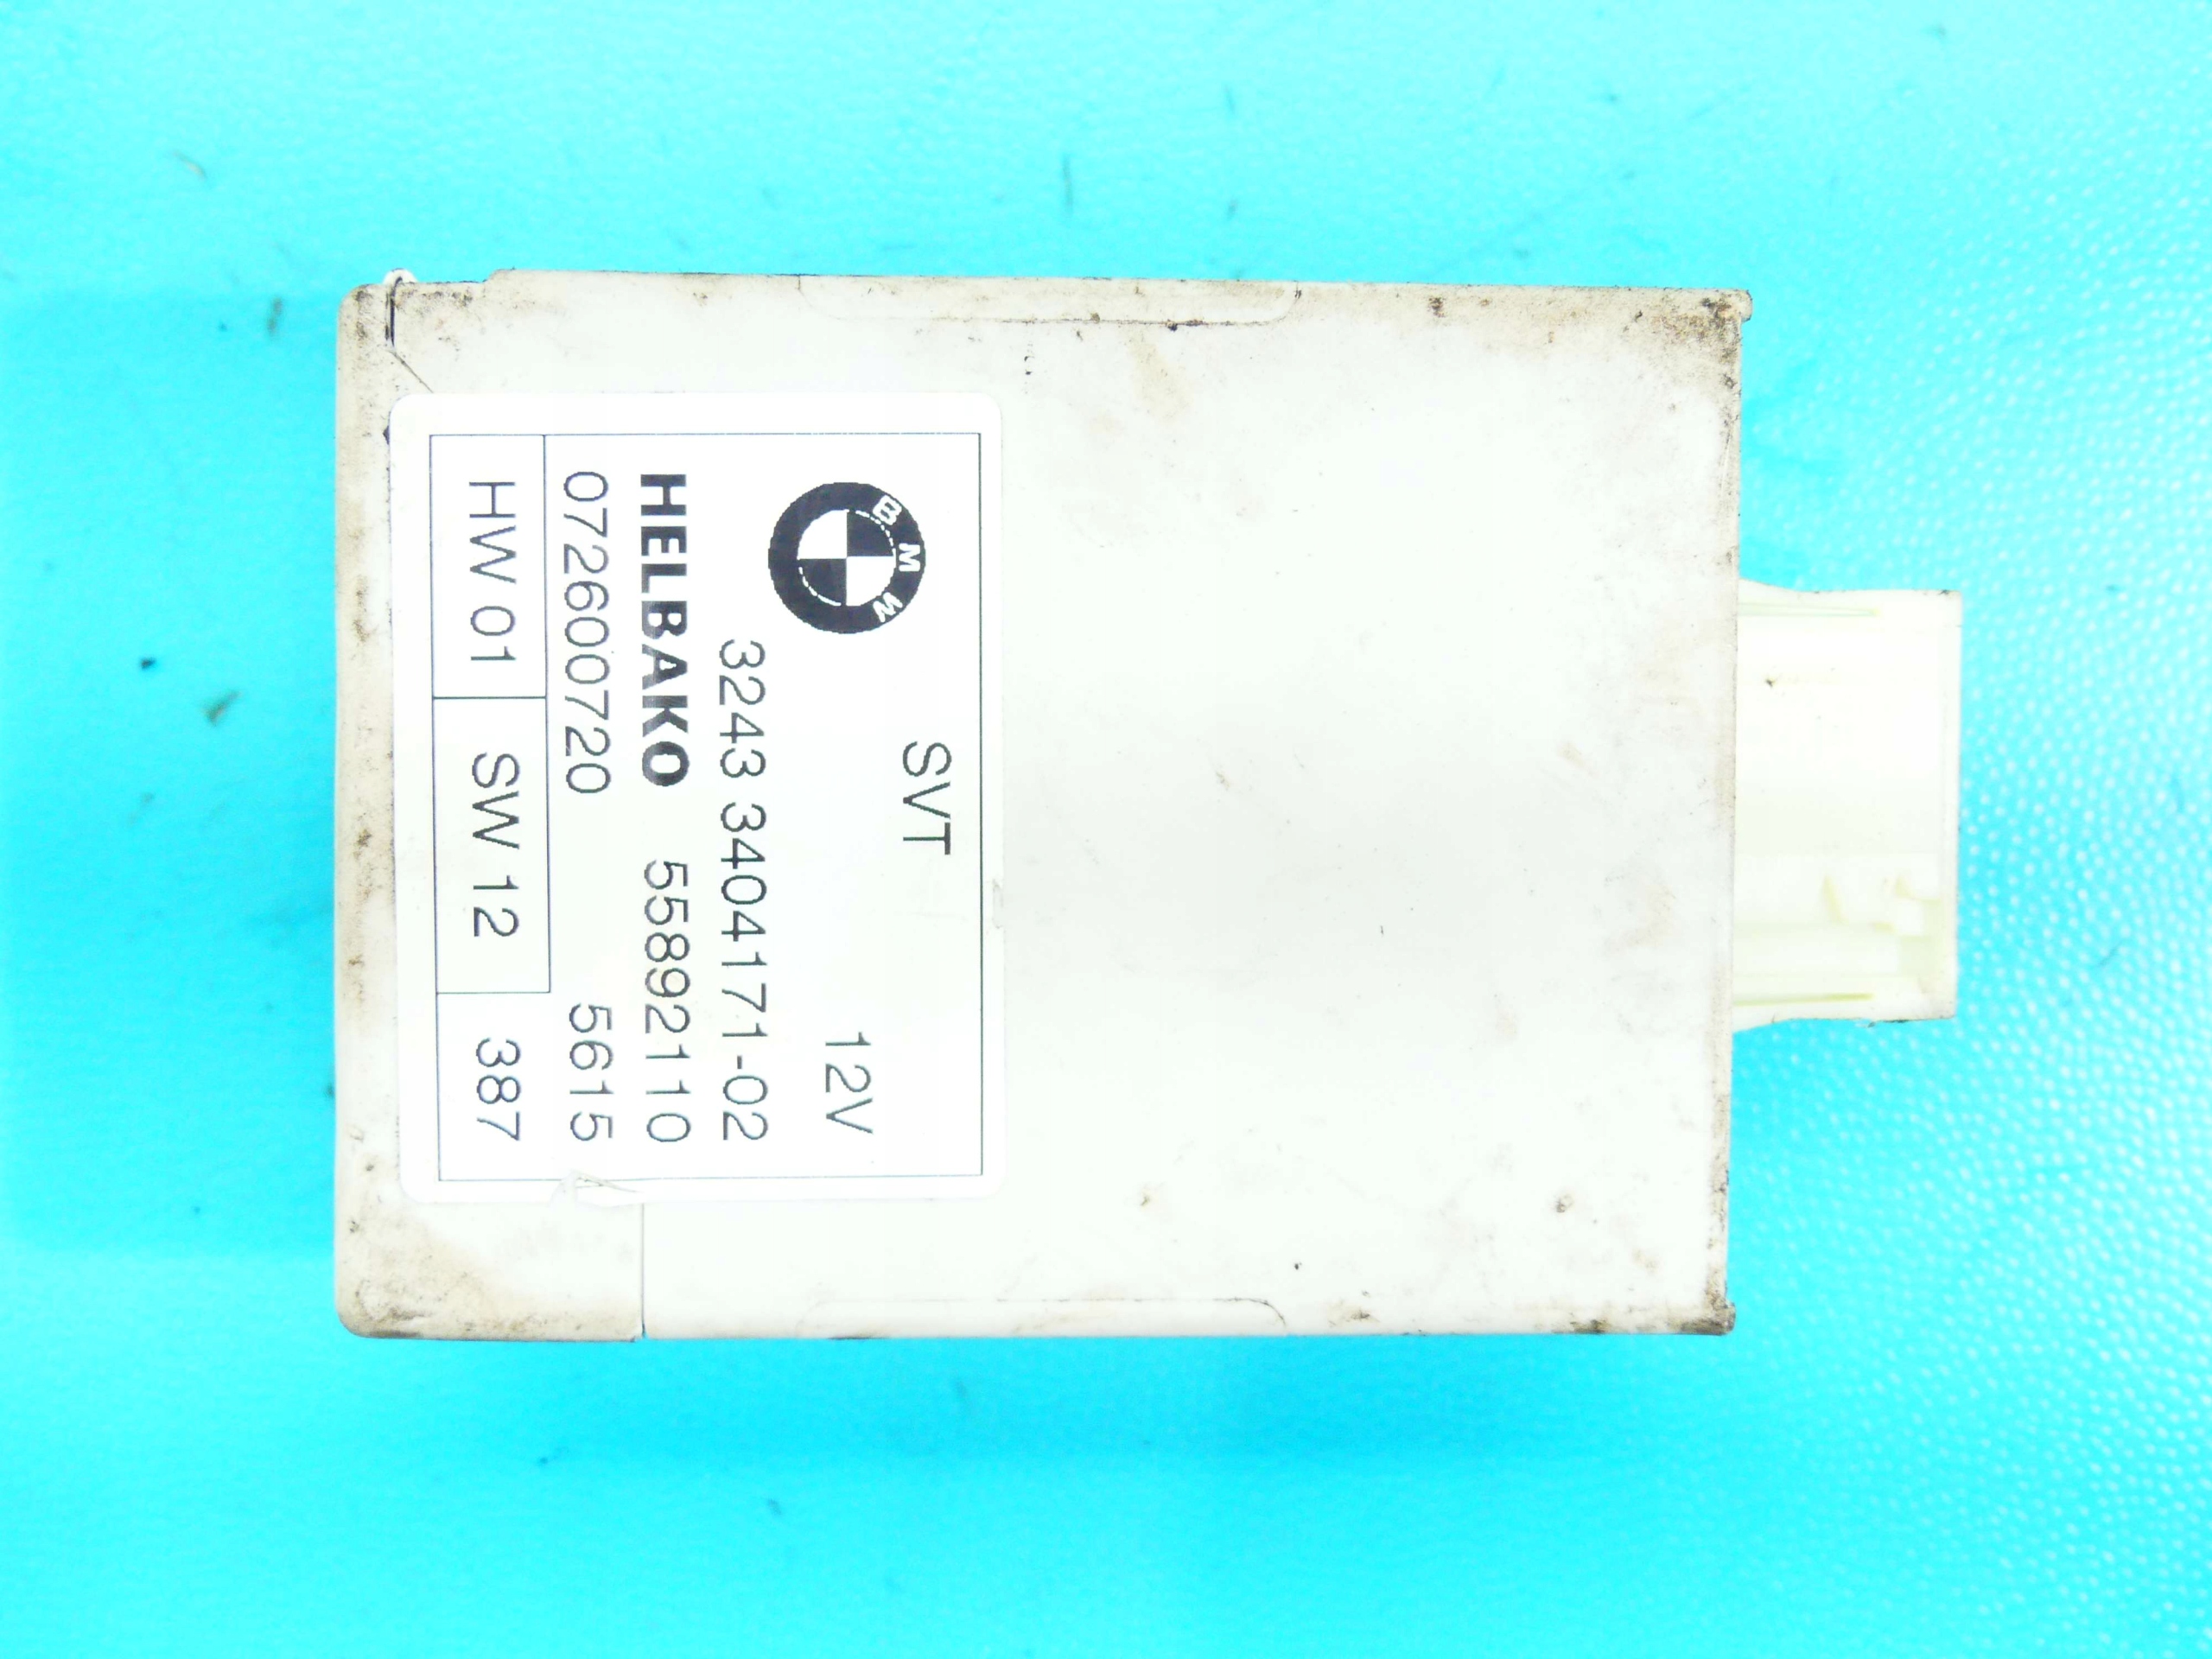 SVT
BMW
12V
3243 3404171-02
HELBAKO 55892110
072600720 5615
HW 01 SW 12 387